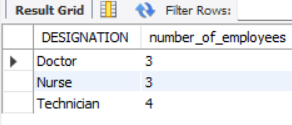 Result Grid Filter Rows:
DESIGNATION number_of_employees
Doctor 3
Nurse 3
Technician 4